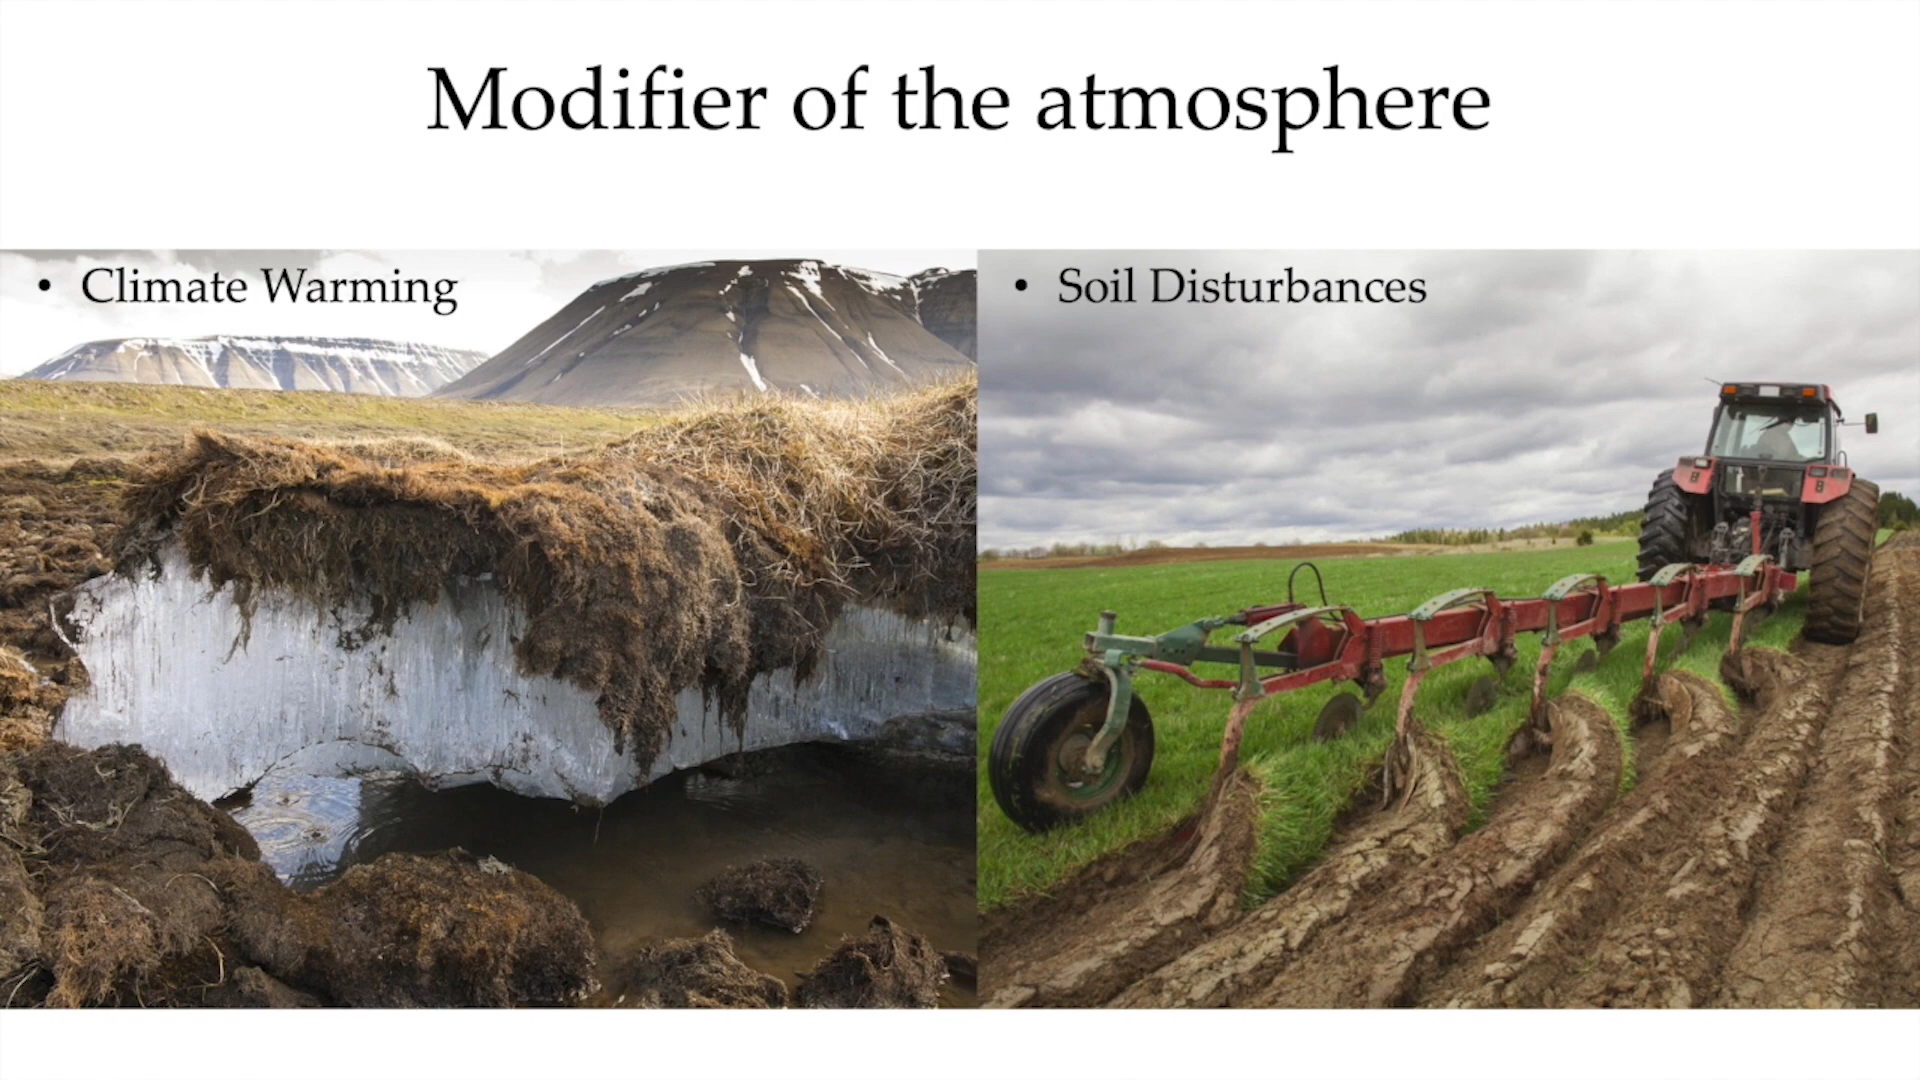 Modifier of the atmosphere
• Climate Warming
• Soil Disturbances